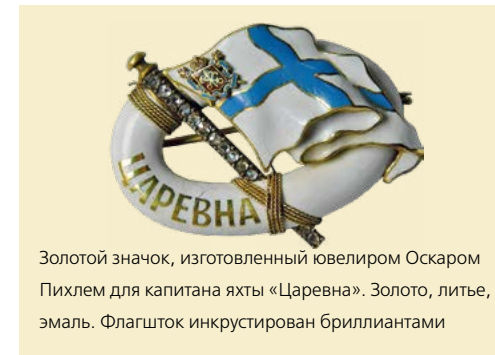 ЦАРЕВНА
Золотой значок, изготовленный ювелиром Оскаром
Пихлем для капитана яхты «Царевна». Золото, литье,
эмаль. Флагшток инкрустирован бриллиантами